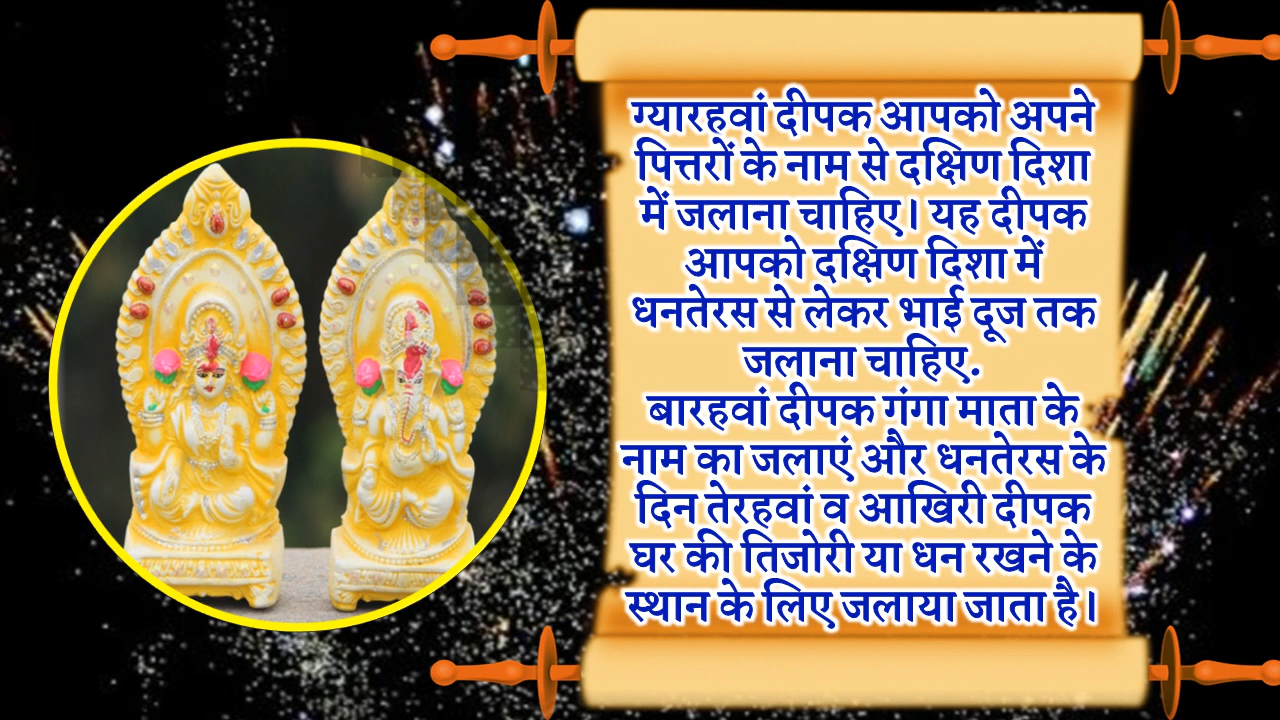 ग्यारहवां दीपक आपको अपने
पित्तरों के नाम से दक्षिण दिशा
में जलाना चाहिए। यह दीपक
आपको दक्षिण दिशा में
धनतेरस से लेकर भाई दूज तक
जलाना चाहिए.
बारहवां दीपक गंगा माता के
नाम का जलाएं और धनतेरस के
दिन तेरहवां व आखिरी दीपक
घर की तिजोरी या धन रखने के
स्थान के लिए जलाया जाता है।